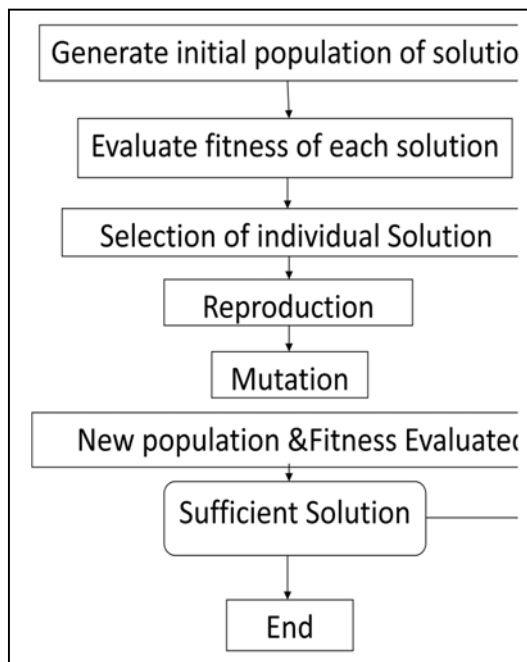 Generate initial population of solutio
Evaluate fitness of each solution
Selection of individual Solution
Reproduction
Mutation
New population &Fitness Evaluated
Sufficient Solution
End